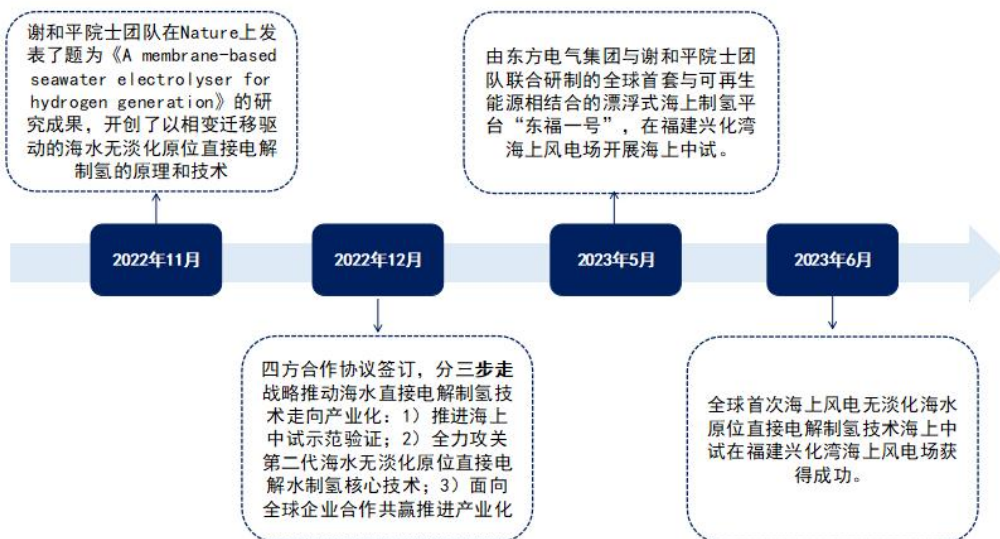 谢和平院士团队在Nature上发
表了题为《A membrane-based
seawater electrolyser for
hydrogen generation》的研
究成果，开创了以相变迁移驱
动的海水无淡化原位直接电解
制氢的原理和技术
由东方电气集团与谢和平院士团
队联合研制的全球首套与可再生
能源相结合的漂浮式海上制氢平
台“东福一号”，在福建兴化湾
海上风电场开展海上中试。
2022年11月
2022年12月
2023年5月
2023年6月
四方合作协议签订，分三步走
战略推动海水直接电解制氢技
术走向产业化：1）推进海上
中试示范验证；2）全力攻关
第二代海水无淡化原位直接电
解水制氢核心技术；3）面向
全球企业合作共赢推进产业化
全球首次海上风电无淡化海水
原位直接电解制氢技术海上中
试在福建兴化湾海上风电场获
得成功。